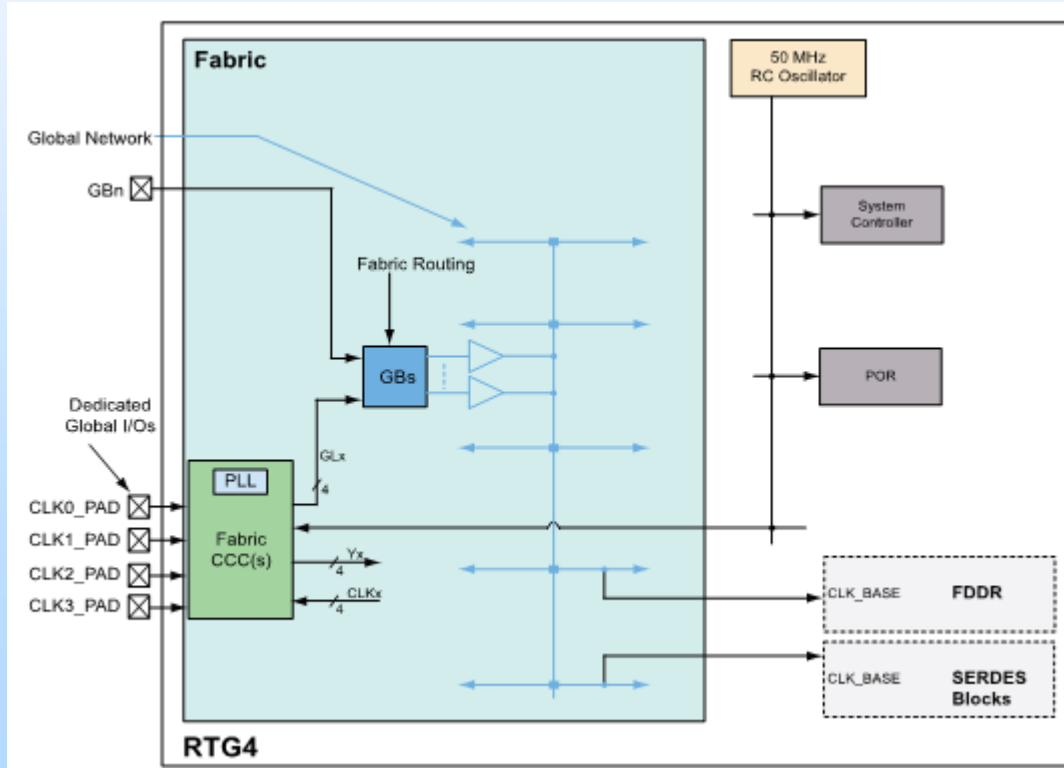 Fabric
50 MHz
RC Oscillator
Global Network
GBn
System
Controller
Fabric Routing
GBs
POR
Dedicated
Global I/Os
GLx
4
PLL
CLK0_PAD
CLK1_PAD
CLK2_PAD
CLK3_PAD
Fabric
CCC(s)
Yx
4
CLKx
4
CLK_BASE
FDDR
CLK_BASE
SERDES
Blocks
RTG4